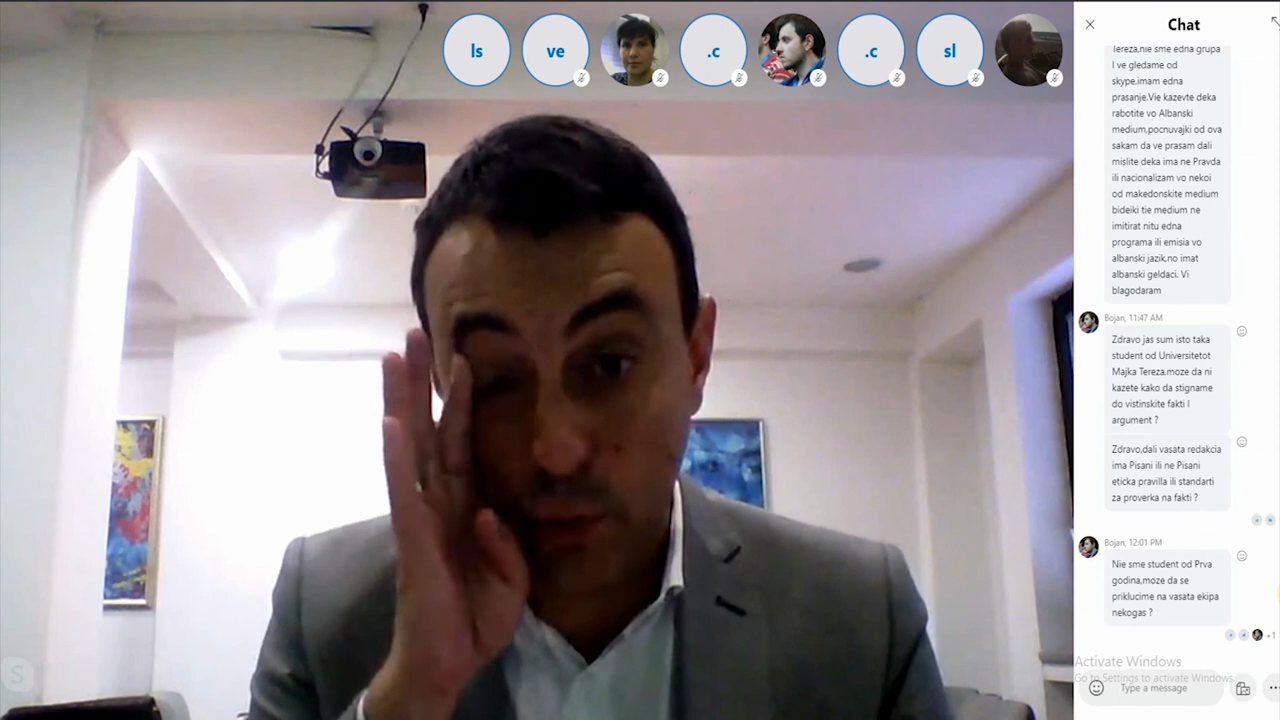 ls
ve
.c
.c
sl
Chat
Tereza.nie sme edna grupa
I ve gledame od
skype.imam edna
prasanje.Vie kazevte deka
rabotite vo Albanski
medium,pocnuvajki od ova
sakam da ve prasam dali
mislite deka ima ne Pravda
ili nacionalizam vo nekoi
od makedonskite medium
bideiki tie medium ne
imitirat nitu edna
programa ili emisia vo
albanski jazik,no imat
albanski geldaci. Vi
blagodaram
Bojan, 11:47 AM
Zdravo jas sum isto taka
student od Universitetot
Majka Tereza,moze da ni
kazete kako da stigname
do vistinskite fakti I
argument ?
Zdravo,dali vasata redakcia
ima Pisani ili ne Pisani
eticka pravilla ili standarti
za proverka na fakti ?
Bojan, 12:01 PM
Nie sme student od Prva
godina,moze da se
priklucime na vasata ekipa
nekogas ?
+1
Activate Windows
Go to Settings to activate Windows.
Type a message
S